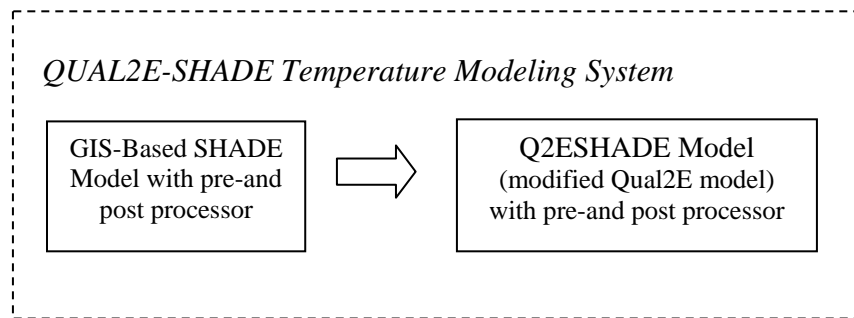 QUAL2E-SHADE Temperature Modeling System
GIS-Based SHADE
Model with pre-and
post processor
Q2ESHADE Model
(modified Qual2E model)
with pre-and post processor